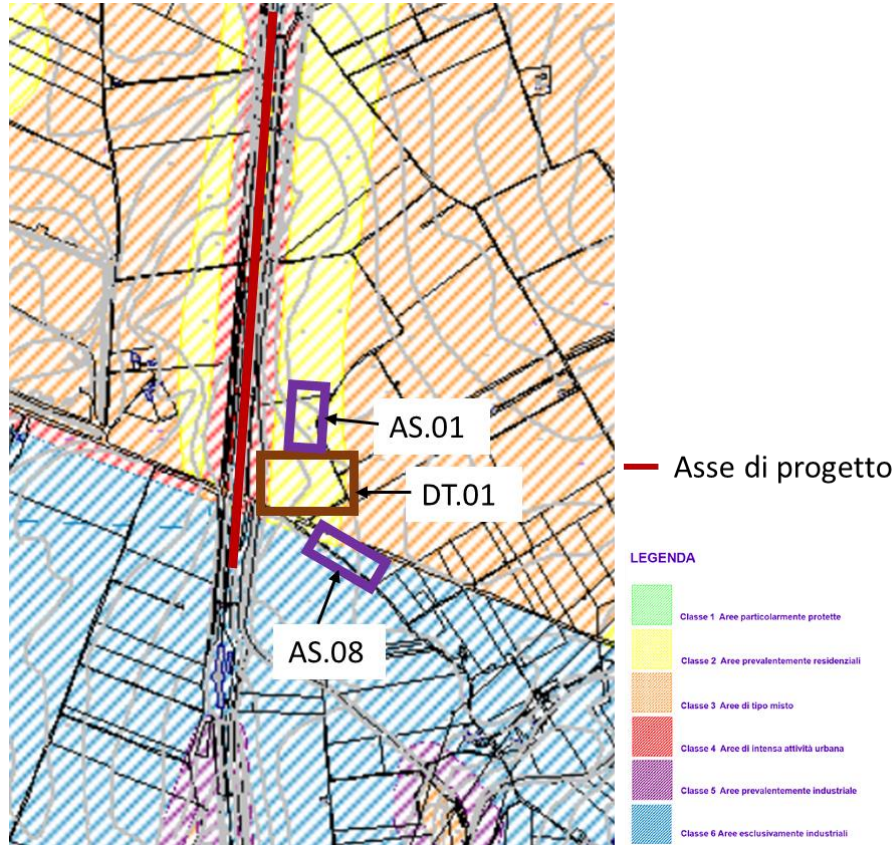 AS.01
DT.01
AS.08
Asse di progetto
LEGENDA
Classe 1 Aree particolarmente protette
Classe 2 Aree prevalentemente residenziali
Classe 3 Aree di tipo misto
Classe 4 Aree di intensa attività urbana
Classe 5 Aree prevalentemente industriale
Classe 6 Aree esclusivamente industriali